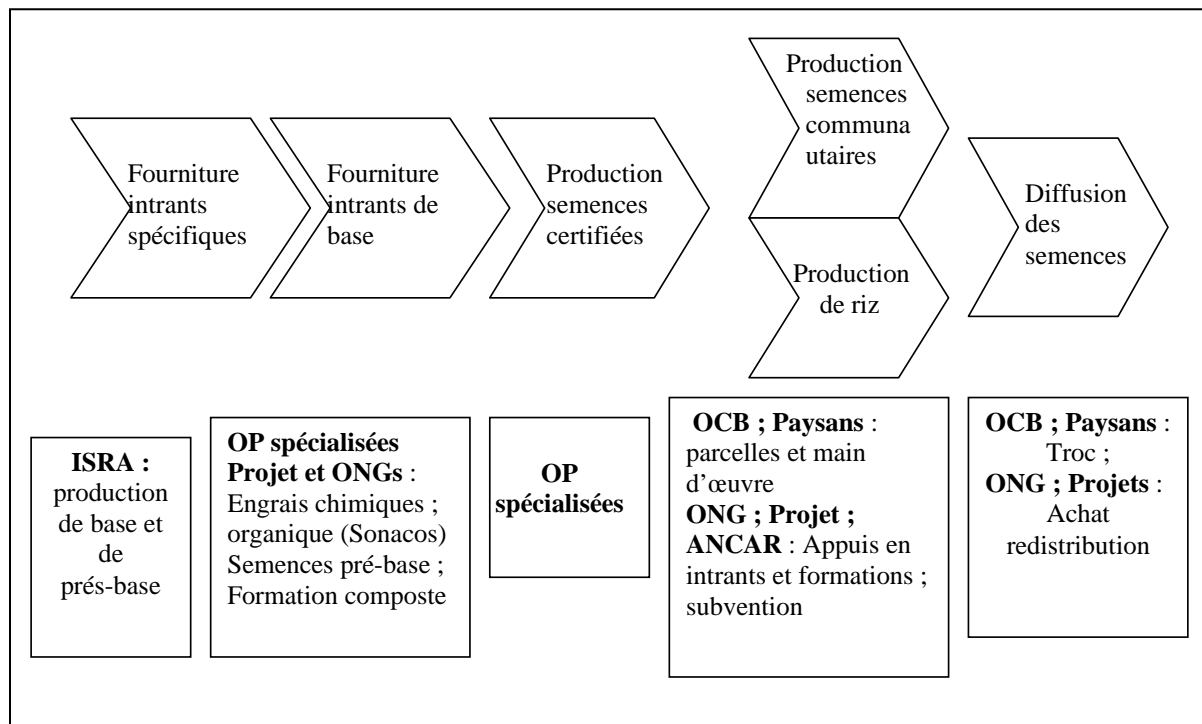 Fourniture
intrants
spécifiques
Fourniture
intrants de
base
Production
semences
certifiées
Production
semences
communa
utaires
Production
de riz
Diffusion
des
semences
ISRA :
production
de base et
de
prés-base
OP spécialisées
Projet et ONGs :
Engrais chimiques ;
organique (Sonacos)
Semences pré-base ;
Formation composte
OP
spécialisées
OCB ; Paysans :
parcelles et main
d’œuvre
ONG ; Projet ;
ANCAR : Appuis en
intrants et formations ;
subvention
OCB ; Paysans :
Troc ;
ONG ; Projets :
Achat
redistribution